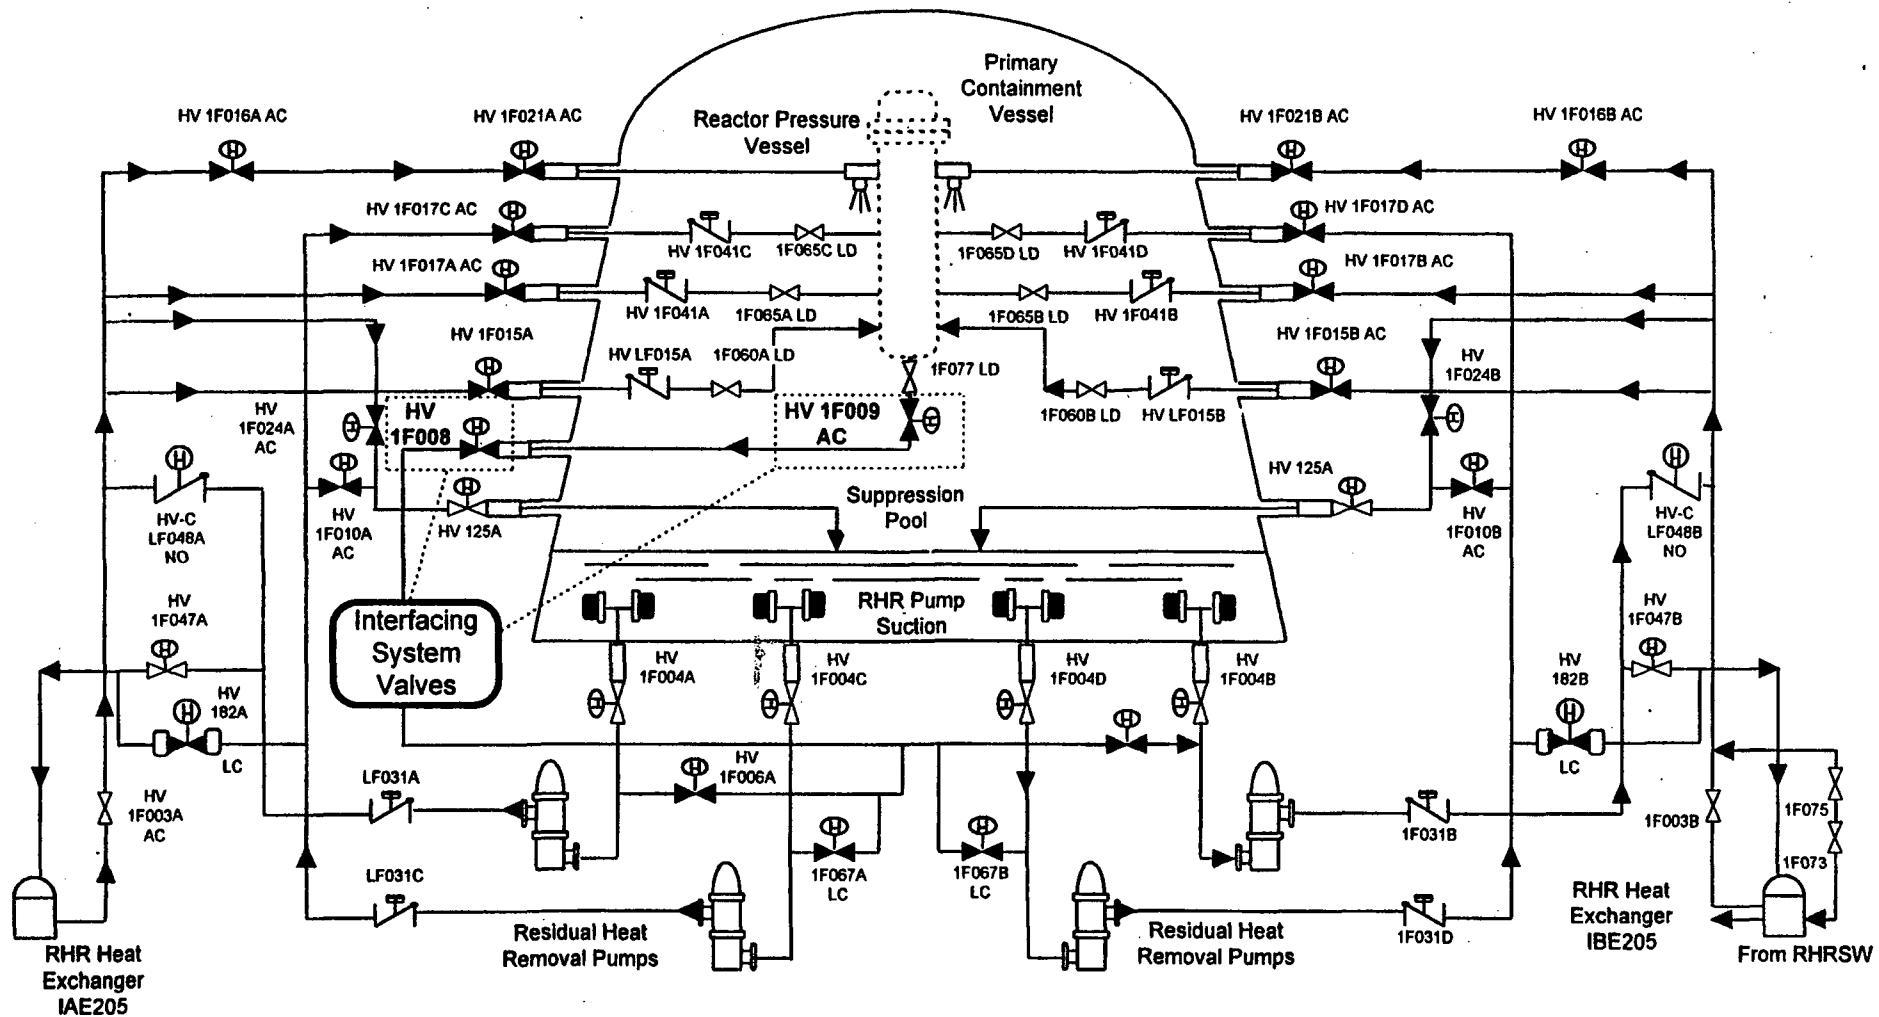 Primary
Containment
Vessel
Reactor Pressure
Vessel
HV 1F016A AC
HV 1F021A AC
HV 1F021B AC
HV 1F016B AC
HV 1F017C AC
HV 1F017D AC
HV 1F041C
1F065C LD
1F065D LD
HV 1F041D
HV 1F017A AC
HV 1F017B AC
HV 1F041A
1F065A LD
1F065B LD
HV 1F041B
HV 1F015A
HV 1F015B AC
HV LF015A
1F060A LD
1F077 LD
HV
1F024B
1F060B LD
HV LF015B
HV
1F024A
AC
HV
1F008
HV 1F009
AC
HV 125A
HV 125A
Suppression
Pool
HV-C
LF048A
NO
HV
1F010A
AC
HV
1F010B
AC
HV-C
LF048B
NO
HV
1F047A
Interfacing
System
Valves
RHR Pump
Suction
HV
1F047B
HV
1F004A
HV
1F004C
HV
1F004D
HV
1F004B
HV
182A
LC
HV
182B
LC
HV
1F003A
AC
LF031A
HV
1F006A
1F031B
1F003B
1F075
1F073
LF031C
1F067A
LC
1F067B
LC
1F031D
Residual Heat
Removal Pumps
Residual Heat
Removal Pumps
RHR Heat
Exchanger
IAE205
RHR Heat
Exchanger
IBE205
From RHRSW